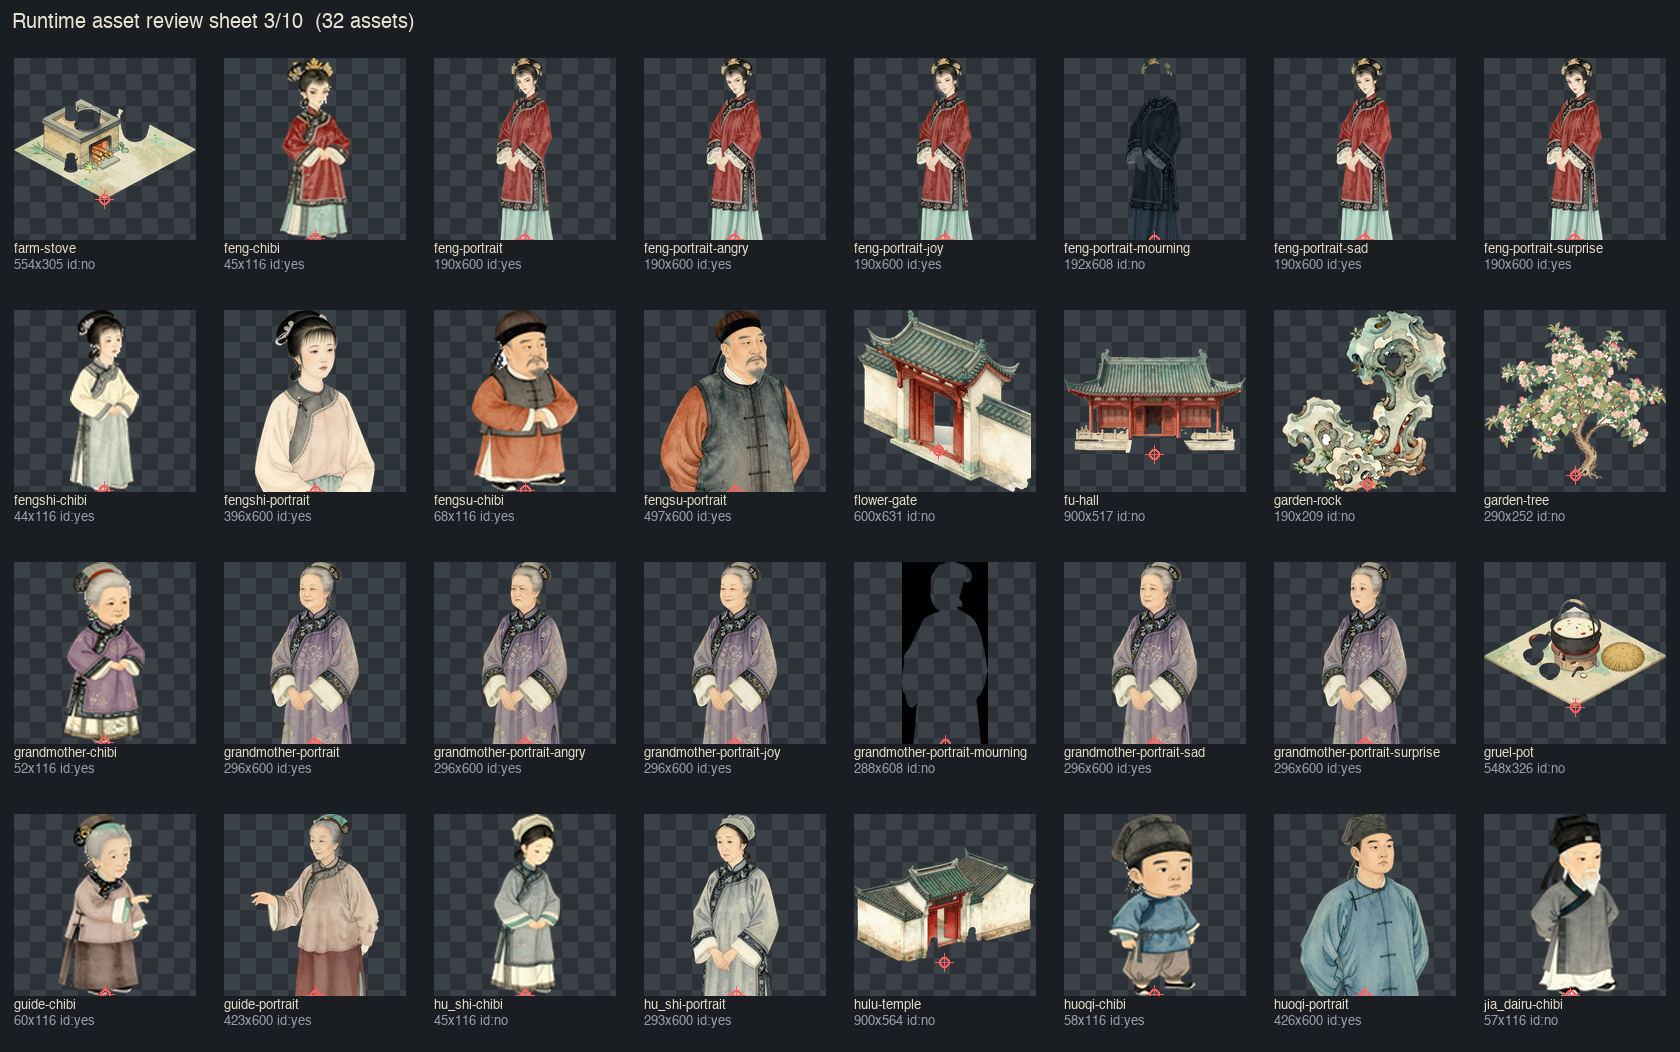 Runtime asset review sheet 3/10 (32 assets)
farm-stove
554x305 id:no
feng-chibi
45x116 id:yes
feng-portrait
190x600 id:yes
feng-portrait-angry
190x600 id:yes
feng-portrait-joy
190x600 id:yes
feng-portrait-mourning
192x608 id:no
feng-portrait-sad
190x600 id:yes
feng-portrait-surprise
190x600 id:yes
fengshi-chibi
44x116 id:yes
fengshi-portrait
396x600 id:yes
fengsu-chibi
68x116 id:yes
fengsu-portrait
497x600 id:yes
flower-gate
600x631 id:no
fu-hall
900x517 id:no
garden-rock
190x209 id:no
garden-tree
290x252 id:no
grandmother-chibi
52x116 id:yes
grandmother-portrait
296x600 id:yes
grandmother-portrait-angry
296x600 id:yes
grandmother-portrait-joy
296x600 id:yes
grandmother-portrait-mourning
288x608 id:no
grandmother-portrait-sad
296x600 id:yes
grandmother-portrait-surprise
296x600 id:yes
gruel-pot
548x326 id:no
guide-chibi
60x116 id:yes
guide-portrait
423x600 id:yes
hu_shi-chibi
45x116 id:no
hu_shi-portrait
293x600 id:yes
hulu-temple
900x564 id:no
huoqi-chibi
58x116 id:yes
huoqi-portrait
426x600 id:yes
jia_dairu-chibi
57x116 id:no